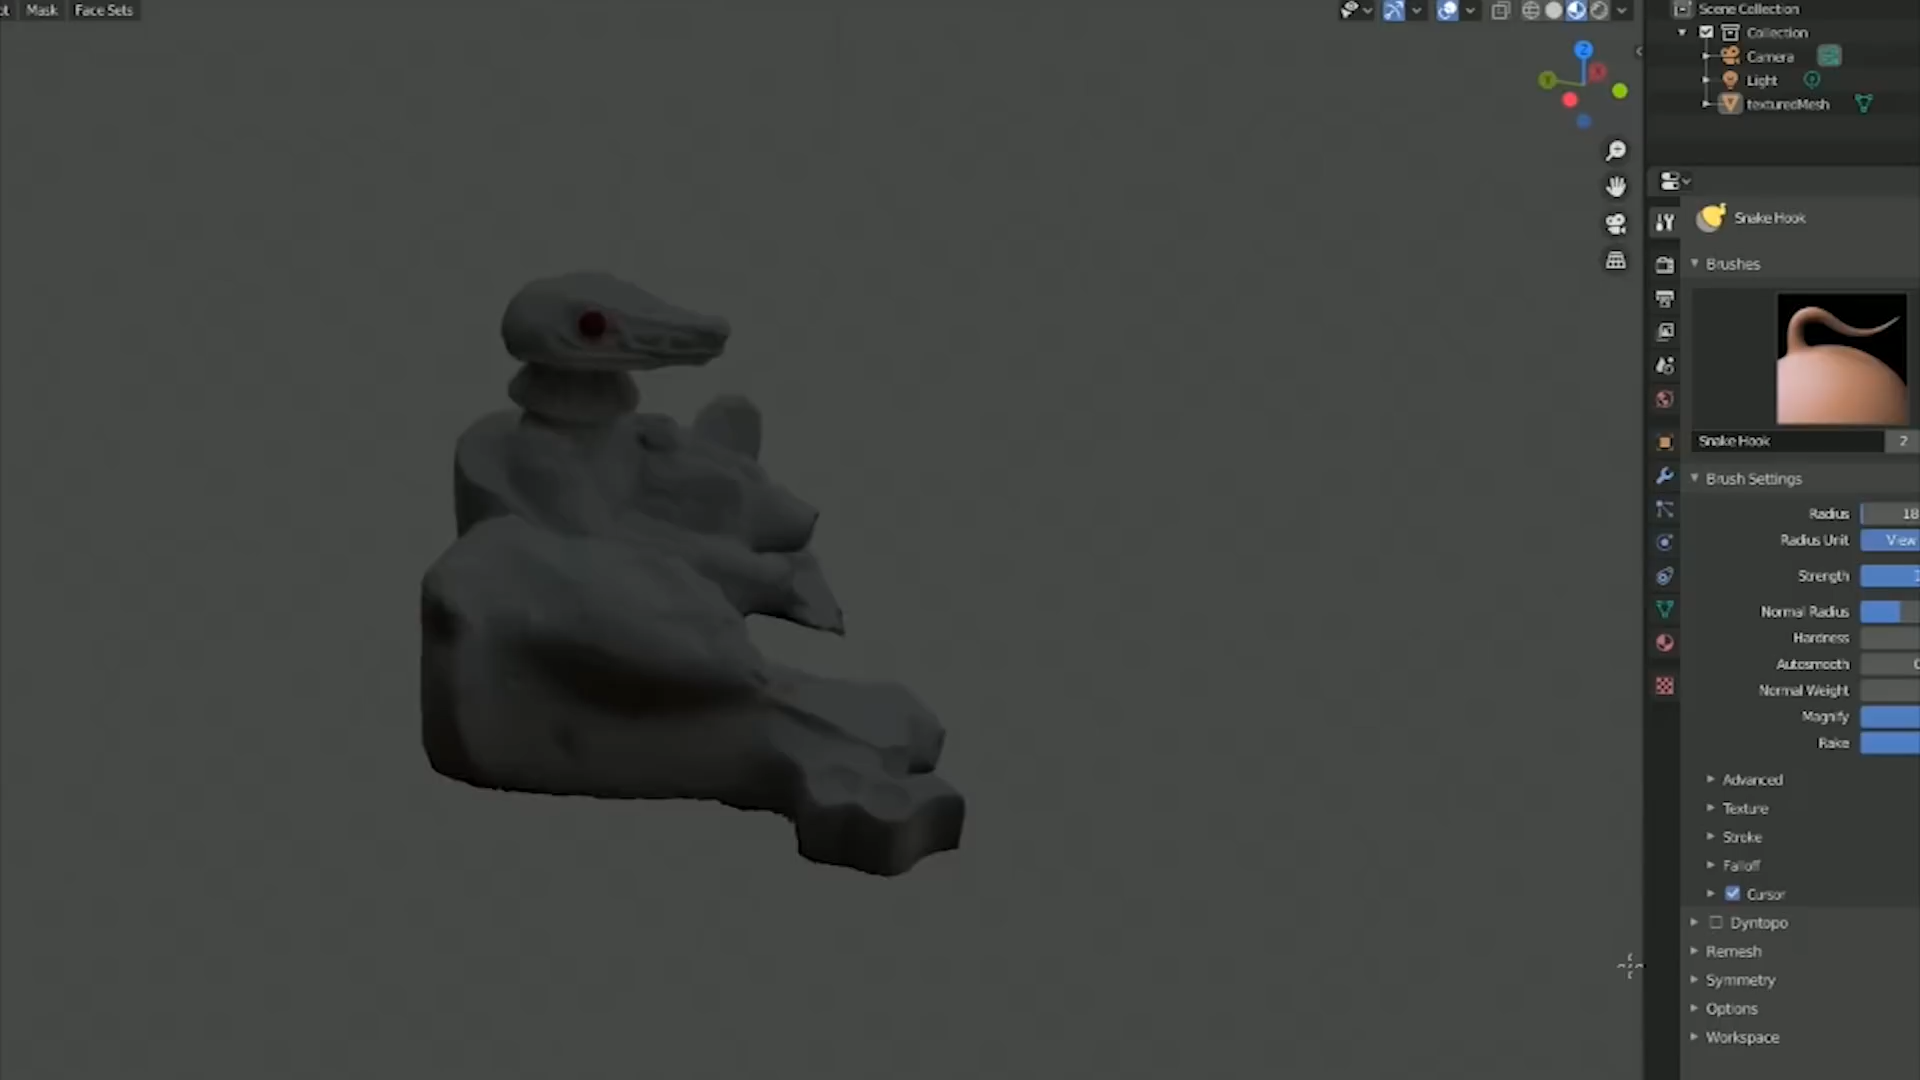 Mask Face Sets
Scene Collection
Collection
Camera
Light
texturedMesh
Z
Snake Hook
Brushes
Snake Hook 2
Brush Settings
Radius 18
Radius Unit View
Strength
Normal Radius
Hardness
Autosmooth
Normal Weight
Magnify
Rake
Advanced
Texture
Stroke
Falloff
Cursor
Dyntopo
Remesh
Symmetry
Options
Workspace